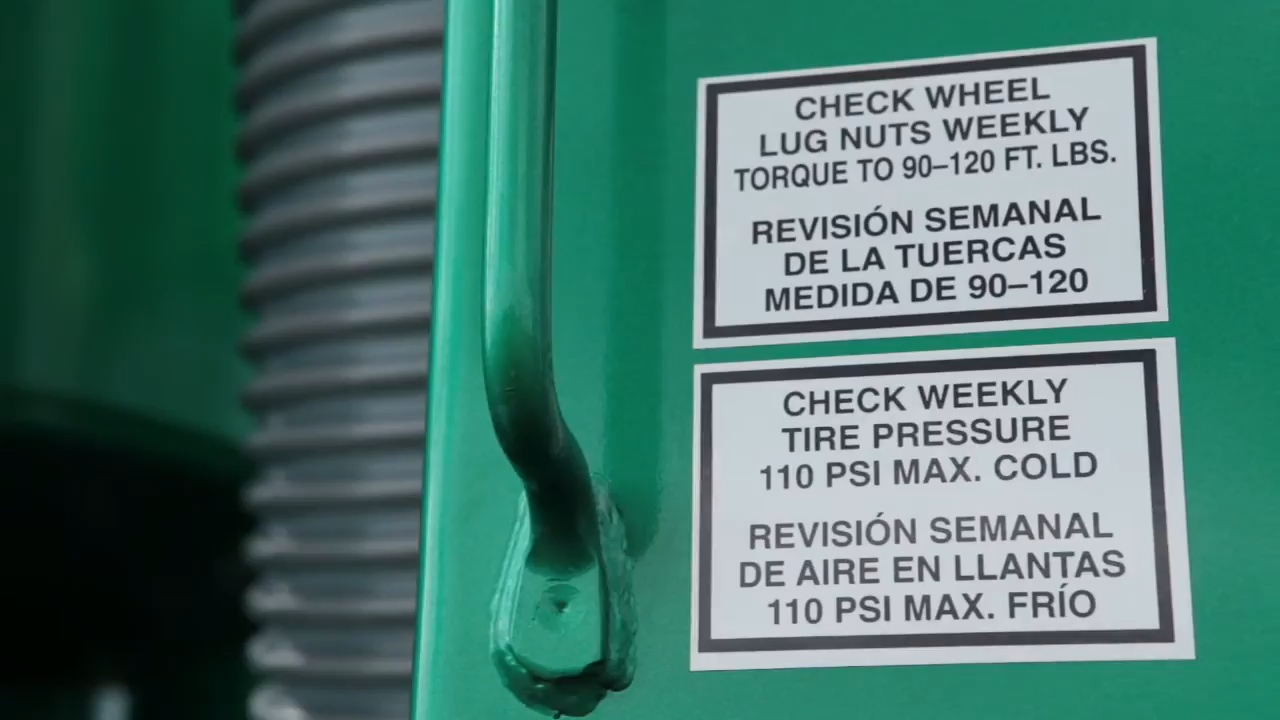 CHECK WHEEL
LUG NUTS WEEKLY
TORQUE TO 90–120 FT. LBS.
REVISIÓN SEMANAL
DE LA TUERCAS
MEDIDA DE 90–120
CHECK WEEKLY
TIRE PRESSURE
110 PSI MAX. COLD
REVISIÓN SEMANAL
DE AIRE EN LLANTAS
110 PSI MAX. FRÍO